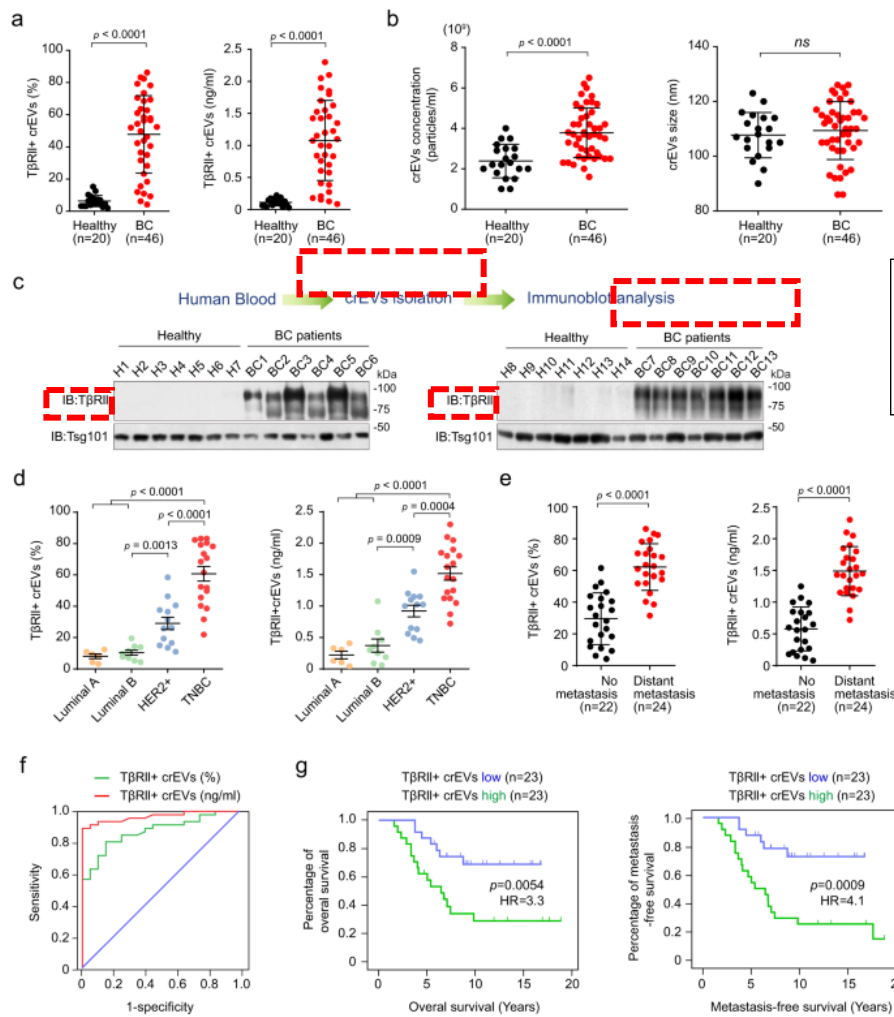 a
p < 0.0001
TβRII+ crEVs (%)
100
80
60
40
20
0
Healthy
(n=20)
BC
(n=46)
p < 0.0001
TβRII+ crEVs (ng/ml)
2.5
2.0
1.5
1.0
0.5
0
Healthy
(n=20)
BC
(n=46)
b
(10⁹)
p < 0.0001
crEVs concentration
(particles/ml)
8
6
4
2
0
Healthy
(n=20)
BC
(n=46)
ns
crEVs size (nm)
140
120
100
80
Healthy
(n=20)
BC
(n=46)
c
Human Blood
crEVs isolation
Immunoblot analysis
Healthy
BC patients
H1 H2 H3 H4 H5 H6 H7 BC1 BC2 BC3 BC4 BC5 BC6
kDa
IB:TβRII
-100
-75
-50
IB:Tsg101
Healthy
BC patients
H8 H9 H10 H11 H12 H13 H14 BC7 BC8 BC9 BC10 BC11 BC12 BC13
kDa
IB:TβRII
-100
-75
-50
IB:Tsg101
d
p < 0.0001
p < 0.0001
p = 0.0013
TβRII+ crEVs (%)
100
80
60
40
20
0
Luminal A
Luminal B
HER2+
TNBC
p < 0.0001
p = 0.0004
p = 0.0009
TβRII+crEVs (ng/ml)
2.5
2.0
1.5
1.0
0.5
0
Luminal A
Luminal B
HER2+
TNBC
e
p < 0.0001
TβRII+ crEVs (%)
100
80
60
40
20
0
No
metastasis
(n=22)
Distant
metastasis
(n=24)
p < 0.0001
TβRII+ crEVs (ng/ml)
2.5
2.0
1.5
1.0
0.5
0
No
metastasis
(n=22)
Distant
metastasis
(n=24)
f
TβRII+ crEVs (%)
TβRII+ crEVs (ng/ml)
Sensitivity
1.0
0.8
0.6
0.4
0.2
0
0 0.2 0.4 0.6 0.8 1.0
1-specificity
g
TβRII+ crEVs low (n=23)
TβRII+ crEVs high (n=23)
Percentage of
overall survival
1.0
0.8
0.6
0.4
0.2
0
p=0.0054
HR=3.3
0 5 10 15 20
Overal survival (Years)
TβRII+ crEVs low (n=23)
TβRII+ crEVs high (n=23)
Percentage of metastasis
-free survival
1.0
0.8
0.6
0.4
0.2
0
p=0.0009
HR=4.1
0 5 10 15 2
Metastasis-free survival (Years)